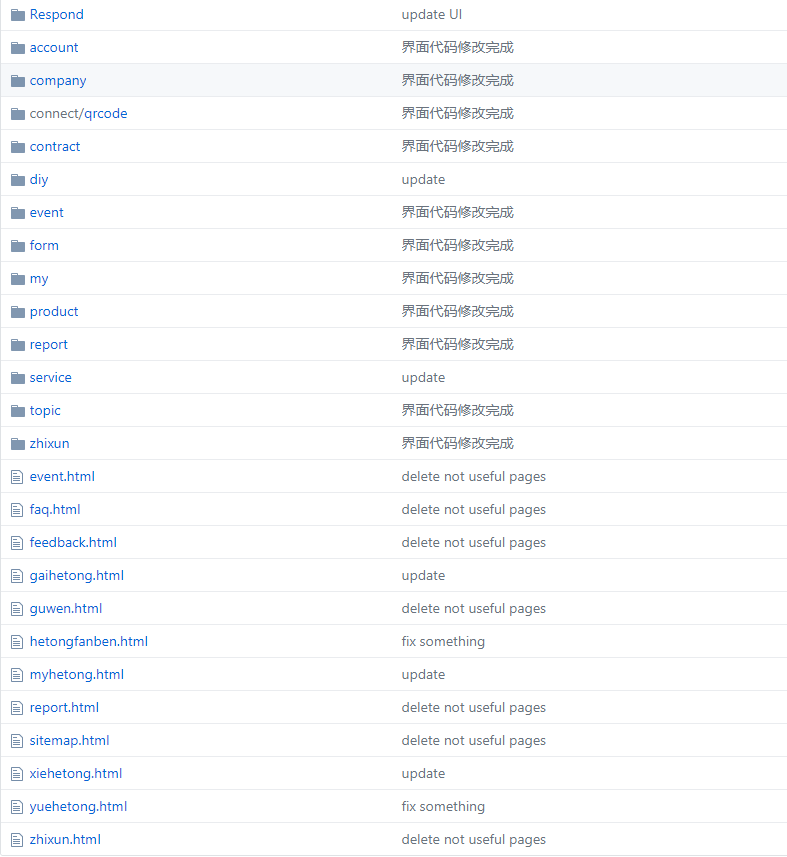 Respond update UI
account 界面代码修改完成
company 界面代码修改完成
connect/qrcode 界面代码修改完成
contract 界面代码修改完成
diy update
event 界面代码修改完成
form 界面代码修改完成
my 界面代码修改完成
product 界面代码修改完成
report 界面代码修改完成
service update
topic 界面代码修改完成
zhixun 界面代码修改完成
event.html delete not useful pages
faq.html delete not useful pages
feedback.html delete not useful pages
gaihetong.html update
guwen.html delete not useful pages
hetongfanben.html fix something
myhetong.html update
report.html delete not useful pages
sitemap.html delete not useful pages
xiehetong.html update
yuehetong.html fix something
zhixun.html delete not useful pages